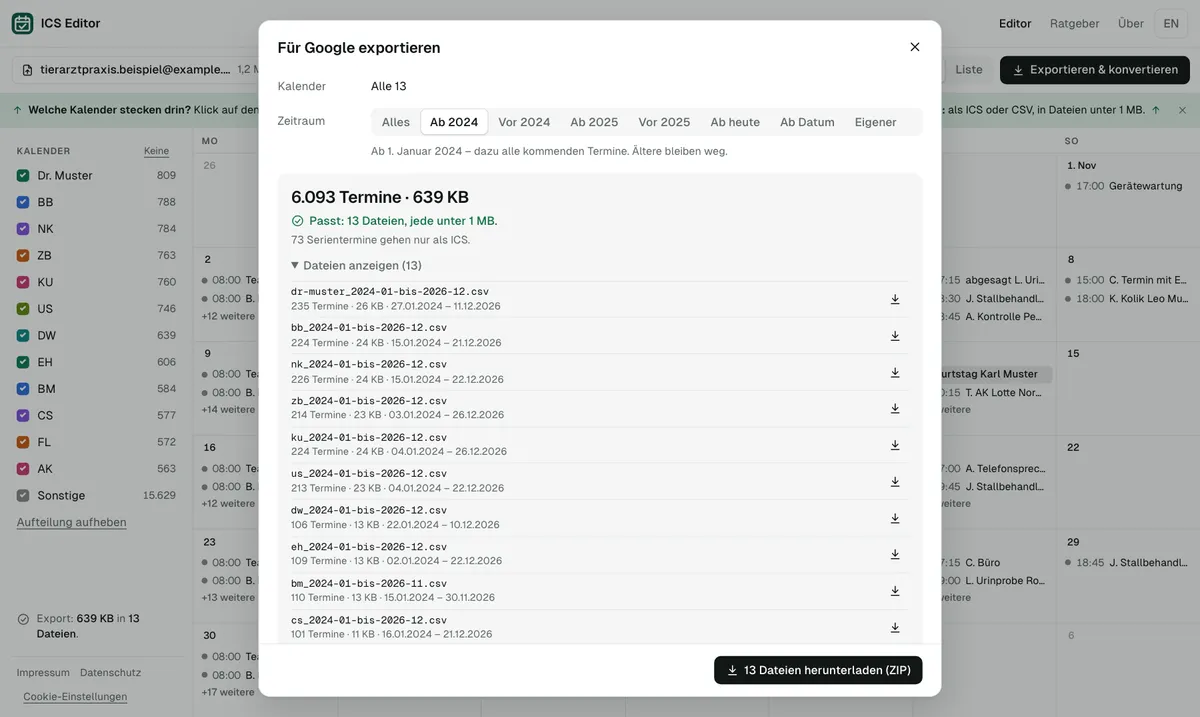 ICS Editor
Editor Ratgeber Über EN
tierarztpraxis.beispiel@example.... 1,2 M
Liste Exportieren & konvertieren
↑ Welche Kalender stecken drin? Klick auf den
: als ICS oder CSV, in Dateien unter 1 MB. ↑ ×
KALENDER Keine
Dr. Muster 809
BB 788
NK 784
ZB 763
KU 760
US 746
DW 639
EH 606
BM 584
CS 577
FL 572
AK 563
Sonstige 15.629
Aufteilung aufheben
Export: 639 KB in 13
Dateien.
Impressum Datenschutz
Cookie-Einstellungen
MO
26
2
08:00 Tea
08:00 B.
+12 weitere
9
08:00 Tea
08:00 B.
+14 weitere
16
08:00 Tea
08:00 B.
+12 weitere
23
08:00 Tea
08:00 B.
+13 weitere
30
08:00 Tea
08:00 B.
+17 weitere
Für Google exportieren
Kalender Alle 13
Zeitraum Alles Ab 2024 Vor 2024 Ab 2025 Vor 2025 Ab heute Ab Datum Eigener
Ab 1. Januar 2024 – dazu alle kommenden Termine. Ältere bleiben weg.
6.093 Termine · 639 KB
Passt: 13 Dateien, jede unter 1 MB.
73 Serientermine gehen nur als ICS.
▼ Dateien anzeigen (13)
dr-muster_2024-01-bis-2026-12.csv
235 Termine · 26 KB · 27.01.2024 – 11.12.2026
bb_2024-01-bis-2026-12.csv
224 Termine · 24 KB · 15.01.2024 – 21.12.2026
nk_2024-01-bis-2026-12.csv
226 Termine · 24 KB · 15.01.2024 – 22.12.2026
zb_2024-01-bis-2026-12.csv
214 Termine · 23 KB · 03.01.2024 – 26.12.2026
ku_2024-01-bis-2026-12.csv
224 Termine · 24 KB · 04.01.2024 – 26.12.2026
us_2024-01-bis-2026-12.csv
213 Termine · 23 KB · 04.01.2024 – 22.12.2026
dw_2024-01-bis-2026-12.csv
106 Termine · 13 KB · 22.01.2024 – 10.12.2026
eh_2024-01-bis-2026-12.csv
109 Termine · 13 KB · 02.01.2024 – 22.12.2026
bm_2024-01-bis-2026-11.csv
110 Termine · 13 KB · 15.01.2024 – 30.11.2026
cs_2024-01-bis-2026-12.csv
101 Termine · 11 KB · 16.01.2024 – 21.12.2026
13 Dateien herunterladen (ZIP)
SO
1. Nov
17:00 Gerätewartung
7:15 abgesagt L. Uri...
3:30 J. Stallbehandl...
3:45 A. Kontrolle Pe...
8
15:00 C. Termin mit E...
18:00 K. Kolik Leo Mu...
urtstag Karl Muster
0:15 T. AK Lotte Nor...
weitere
15
7:00 A. Telefonsprec...
9:45 J. Stallbehandl...
weitere
22
7:15 C. Büro
9:00 L. Urinprobe Ro...
weitere
29
18:45 J. Stallbehandl...
6